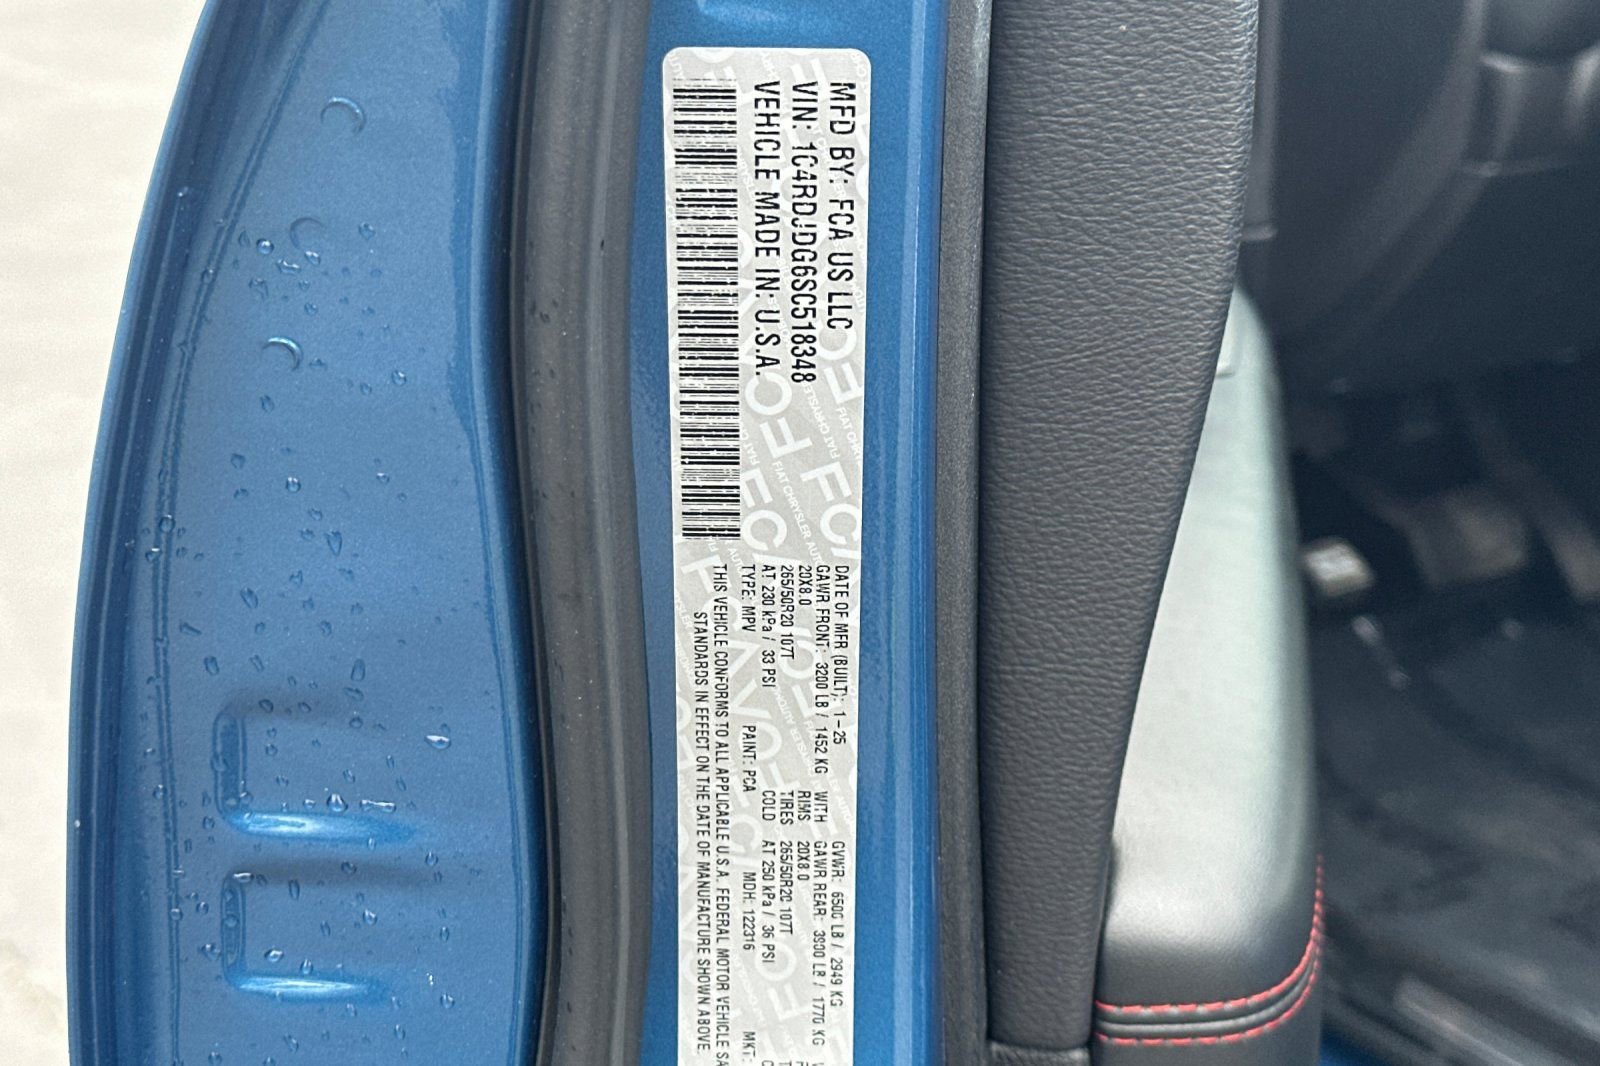 MFD BY: FCA US LLC
VIN: 1C4RDJDG6SC518348
VEHICLE MADE IN: U.S.A.
DATE OF MFR (BUILT): 1-25 GVWR: 6500 LB / 2949 KG
GAWR FRONT: 3200 LB / 1452 KG WITH GAWR REAR: 3900 LB / 1770 KG
20X8.0 RIMS 20X8.0
265/50R20 107T TIRES 265/50R20 107T
AT 230 kPa / 33 PSI COLD AT 250 kPa / 36 PSI
TYPE: MPV PAINT: PCA MDH: 122316 MKT:
THIS VEHICLE CONFORMS TO ALL APPLICABLE U.S.A. FEDERAL MOTOR VEHICLE SA
STANDARDS IN EFFECT ON THE DATE OF MANUFACTURE SHOWN ABOVE.